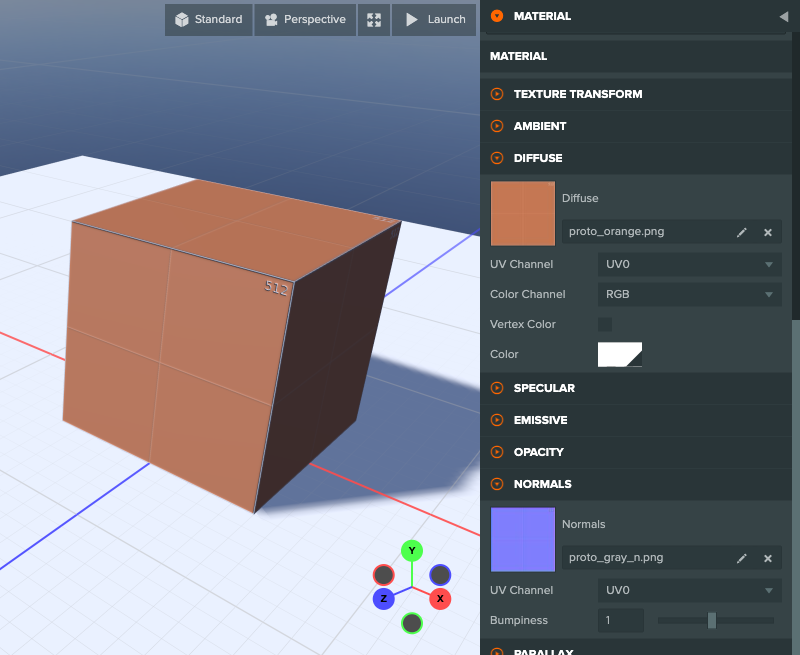 Standard
Perspective
Launch
512
Y
Z
X
MATERIAL
MATERIAL
TEXTURE TRANSFORM
AMBIENT
DIFFUSE
Diffuse
proto_orange.png
UV Channel UV0
Color Channel RGB
Vertex Color
Color
SPECULAR
EMISSIVE
OPACITY
NORMALS
Normals
proto_gray_n.png
UV Channel UV0
Bumpiness 1
PARALLAX